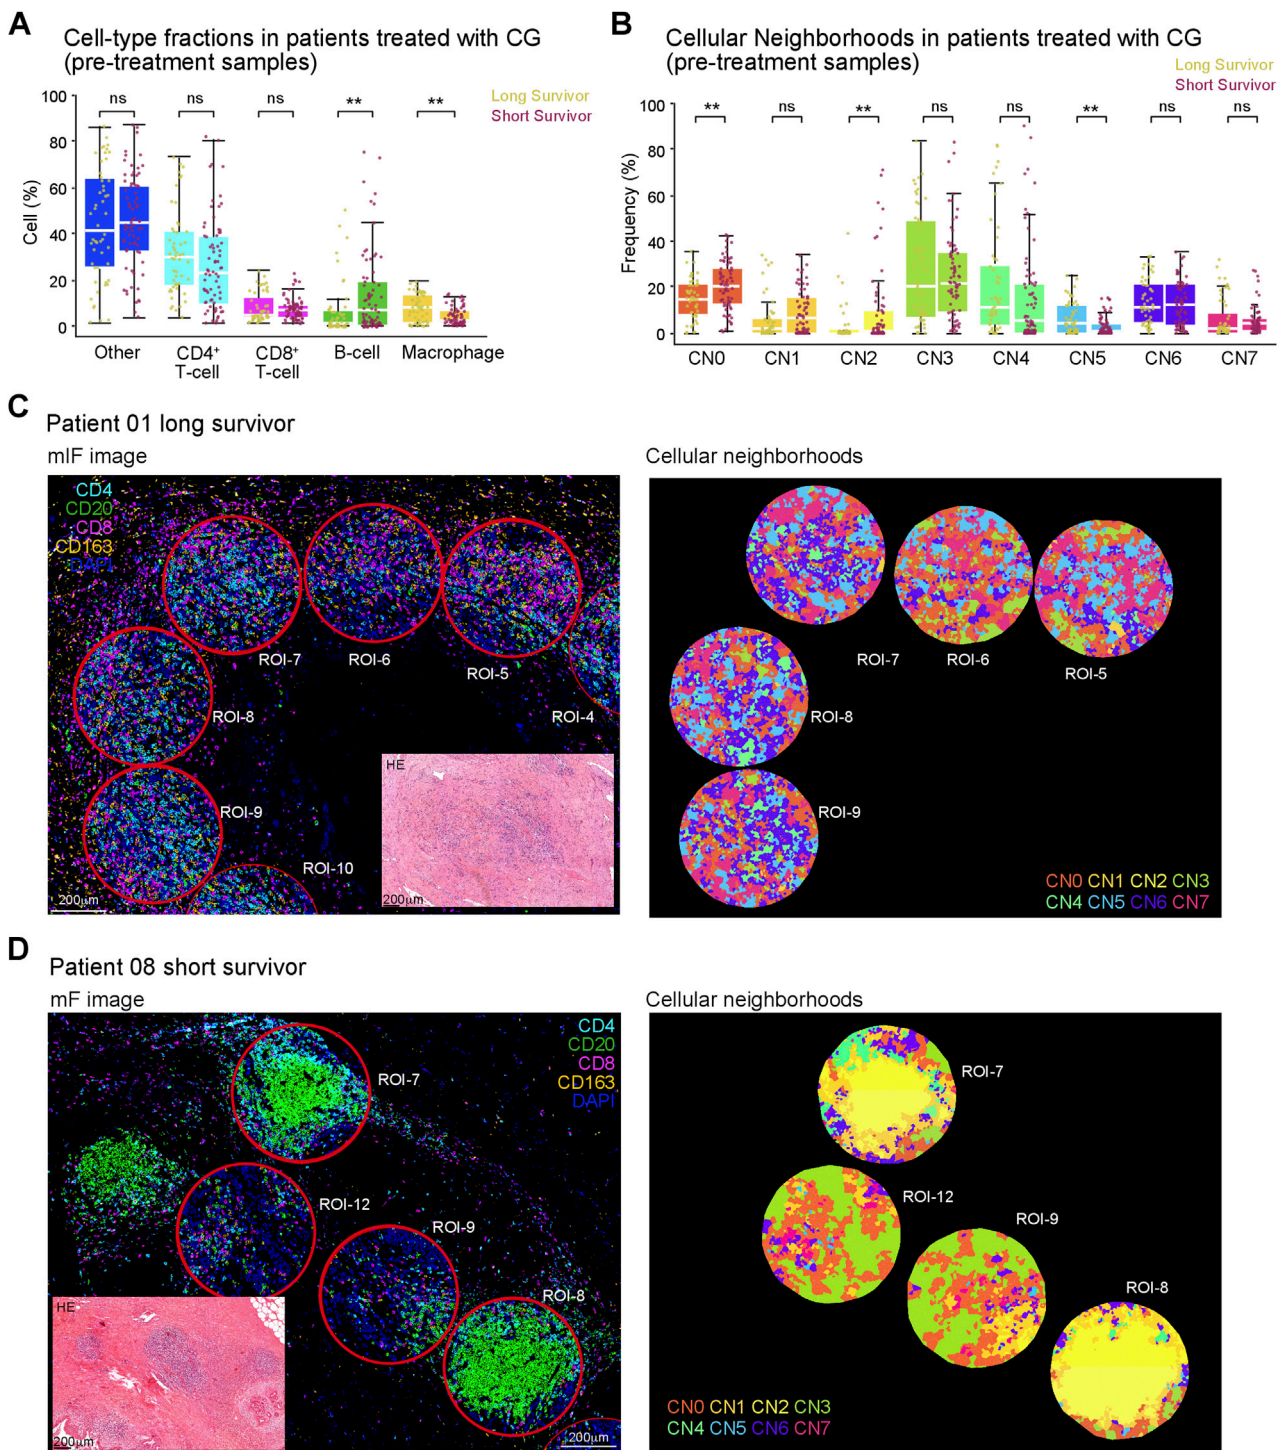 A
Cell-type fractions in patients treated with CG
(pre-treatment samples)
Long Survivor
Short Survivor
ns ns ns ** **
100
80
60
40
20
0
Cell (%)
Other CD4+ T-cell CD8+ T-cell B-cell Macrophage
B
Cellular Neighborhoods in patients treated with CG
(pre-treatment samples)
Long Survivor
Short Survivor
** ns ** ns ns ** ns ns
100
80
60
40
20
0
Frequency (%)
CN0 CN1 CN2 CN3 CN4 CN5 CN6 CN7
C
Patient 01 long survivor
mIF image
CD4
CD20
CD8
CD163
DAPI
ROI-7
ROI-6
ROI-5
ROI-4
ROI-8
ROI-9
ROI-10
200μm
HE
200μm
Cellular neighborhoods
ROI-7
ROI-6
ROI-5
ROI-8
ROI-9
CN0 CN1 CN2 CN3
CN4 CN5 CN6 CN7
D
Patient 08 short survivor
mF image
CD4
CD20
CD8
CD163
DAPI
ROI-7
ROI-12
ROI-9
ROI-8
HE
200μm
200μm
Cellular neighborhoods
ROI-7
ROI-12
ROI-9
ROI-8
CN0 CN1 CN2 CN3
CN4 CN5 CN6 CN7